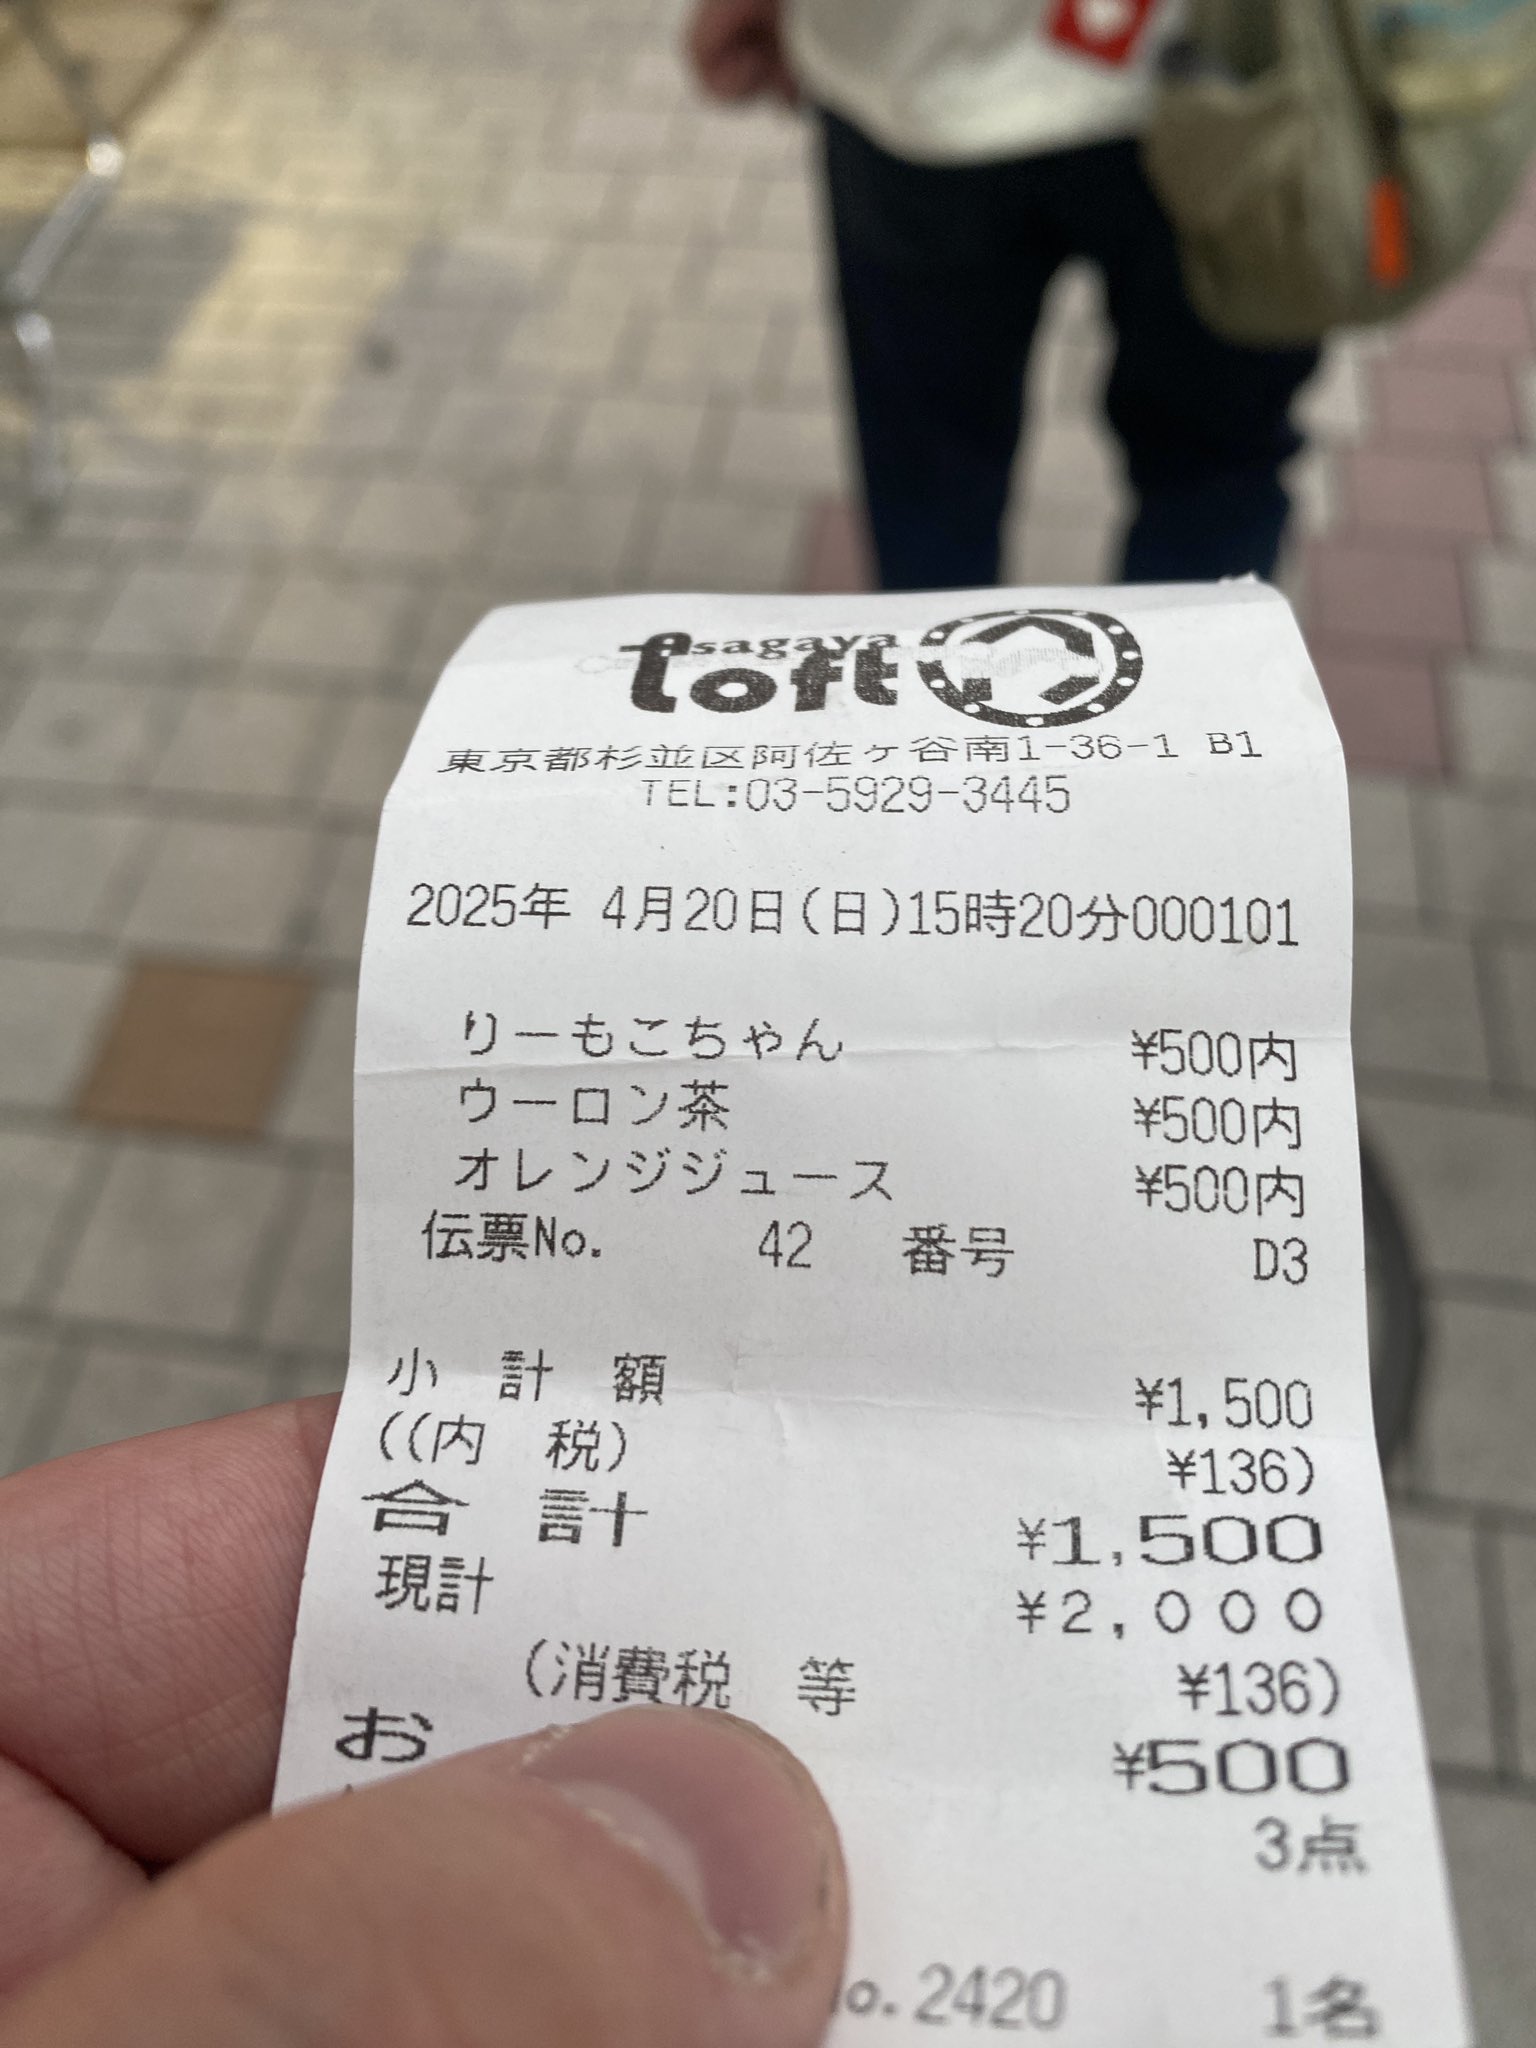 asagaya
loft
東京都杉並区阿佐ヶ谷南1-36-1 B1
TEL:03-5929-3445
2025年 4月20日(日)15時20分000101
りーもこちゃん ¥500内
ウーロン茶 ¥500内
オレンジジュース ¥500内
伝票No. 42 番号 D3
小 計 額 ¥1,500
((内 税) ¥136)
合 計 ¥1,500
現計 ¥2,000
(消費税 等 ¥136)
お ¥500
3点
o.2420 1名